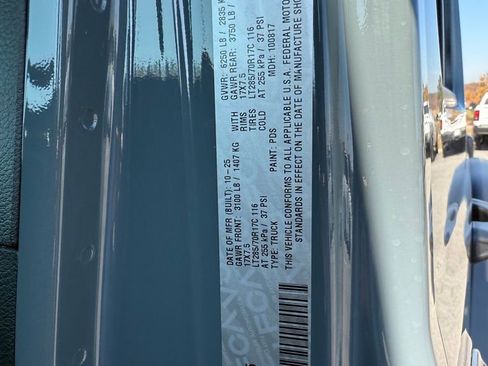 DATE OF MFR (BUILT): 10-25 GVWR: 6250 LB / 2835 K
GAWR FRONT: 3100 LB / 1407 KG WITH GAWR REAR: 3750 LB /
17X7.5 RIMS 17X7.5
LT285/70R17C 116 TIRES LT285/70R17C 116
AT 255 kPa / 37 PSI COLD AT 255 kPa / 37 PSI
TYPE: TRUCK PAINT: PDS MDH: 100817
THIS VEHICLE CONFORMS TO ALL APPLICABLE U.S.A. FEDERAL MOTOR
STANDARDS IN EFFECT ON THE DATE OF MANUFACTURE SHOW